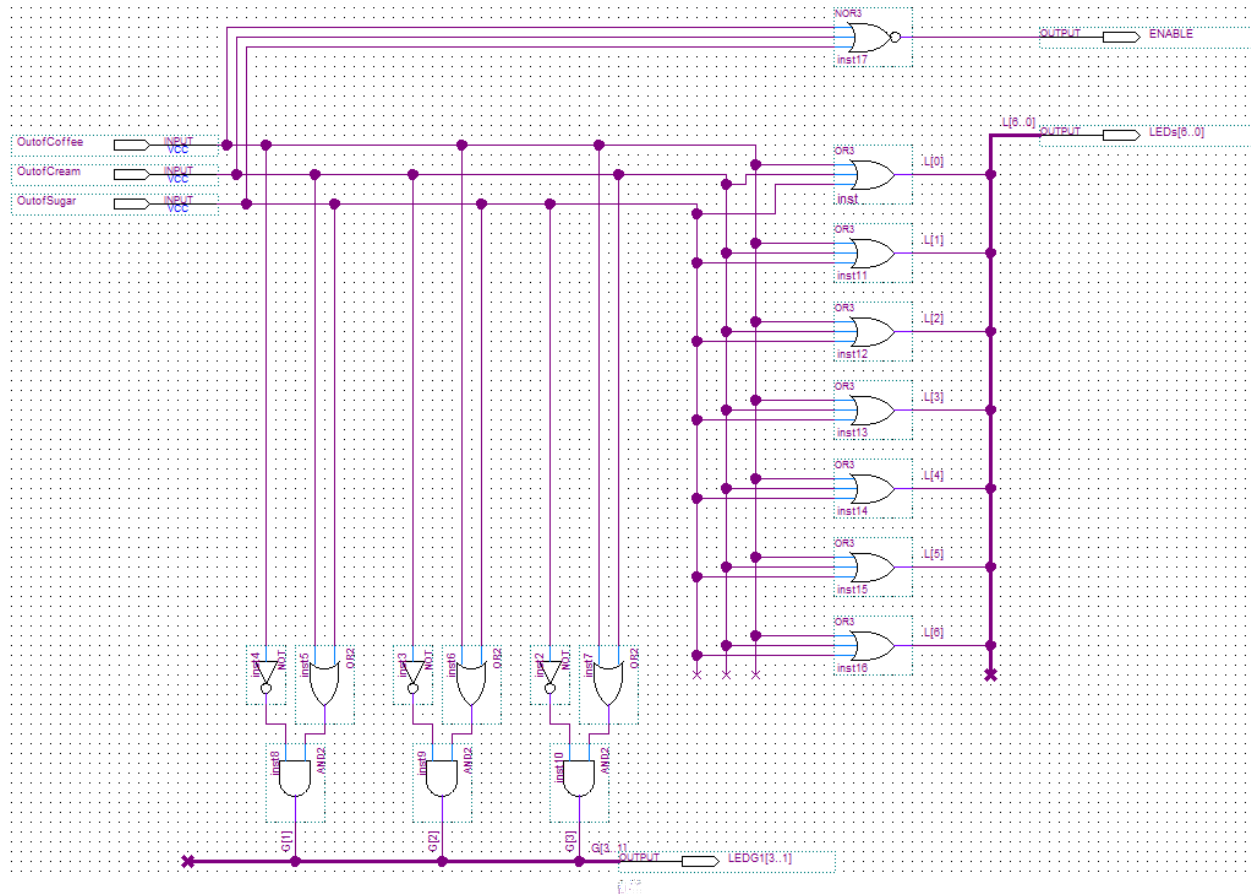 NOR3
inst17
OUTPUT
ENABLE
OutofCoffee
INPUT
VCC
OutofCream
INPUT
VCC
OutofSugar
INPUT
VCC
L[6..0]
OUTPUT
LEDs[6..0]
OR3
L[0]
inst
OR3
L[1]
inst11
OR3
L[2]
inst12
OR3
L[3]
inst13
OR3
L[4]
inst14
OR3
L[5]
inst15
OR3
L[6]
inst16
inst4
NOT
inst5
OR2
inst3
NOT
inst6
OR2
inst2
NOT
inst7
OR2
inst8
AND2
inst9
AND2
inst10
AND2
G[1]
G[2]
G[3]
G[3..1]
OUTPUT
LEDG1[3..1]